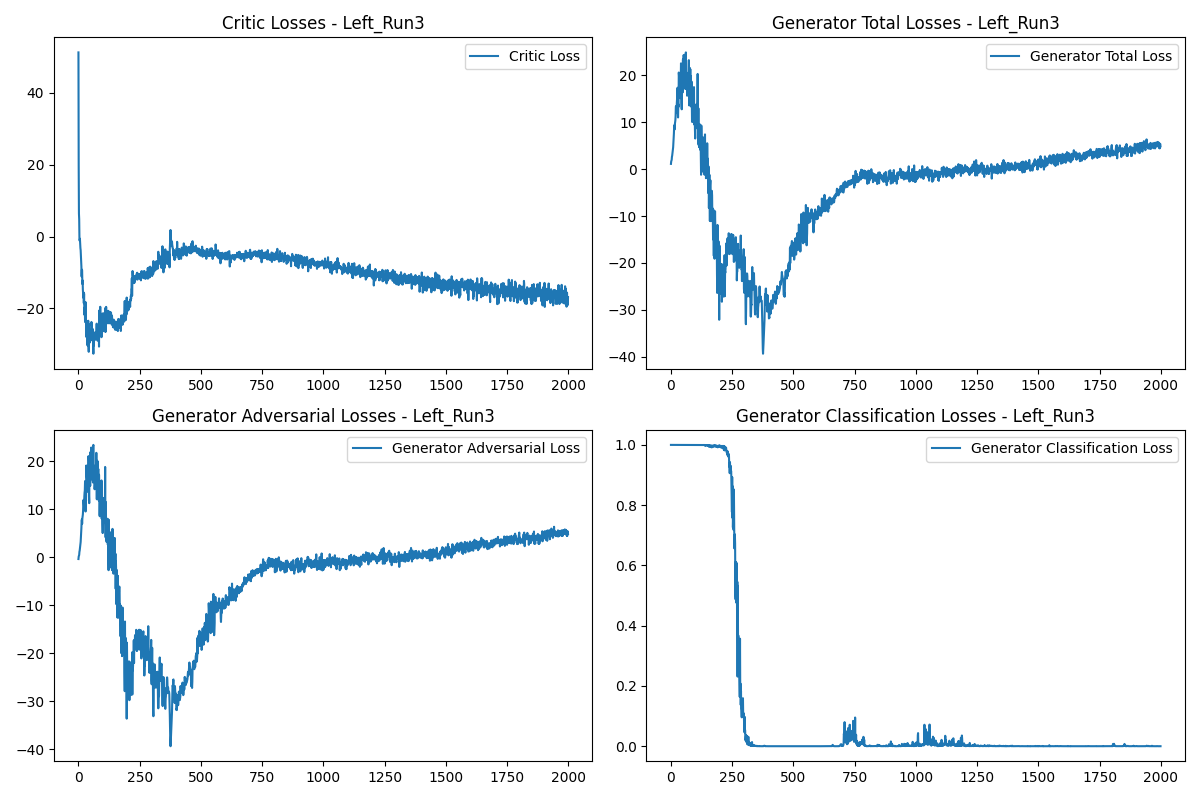 Critic Losses - Left_Run3
Critic Loss
40
20
0
−20
0 250 500 750 1000 1250 1500 1750 2000
Generator Total Losses - Left_Run3
Generator Total Loss
20
10
0
−10
−20
−30
−40
0 250 500 750 1000 1250 1500 1750 2000
Generator Adversarial Losses - Left_Run3
Generator Adversarial Loss
20
10
0
−10
−20
−30
−40
0 250 500 750 1000 1250 1500 1750 2000
Generator Classification Losses - Left_Run3
Generator Classification Loss
1.0
0.8
0.6
0.4
0.2
0.0
0 250 500 750 1000 1250 1500 1750 2000